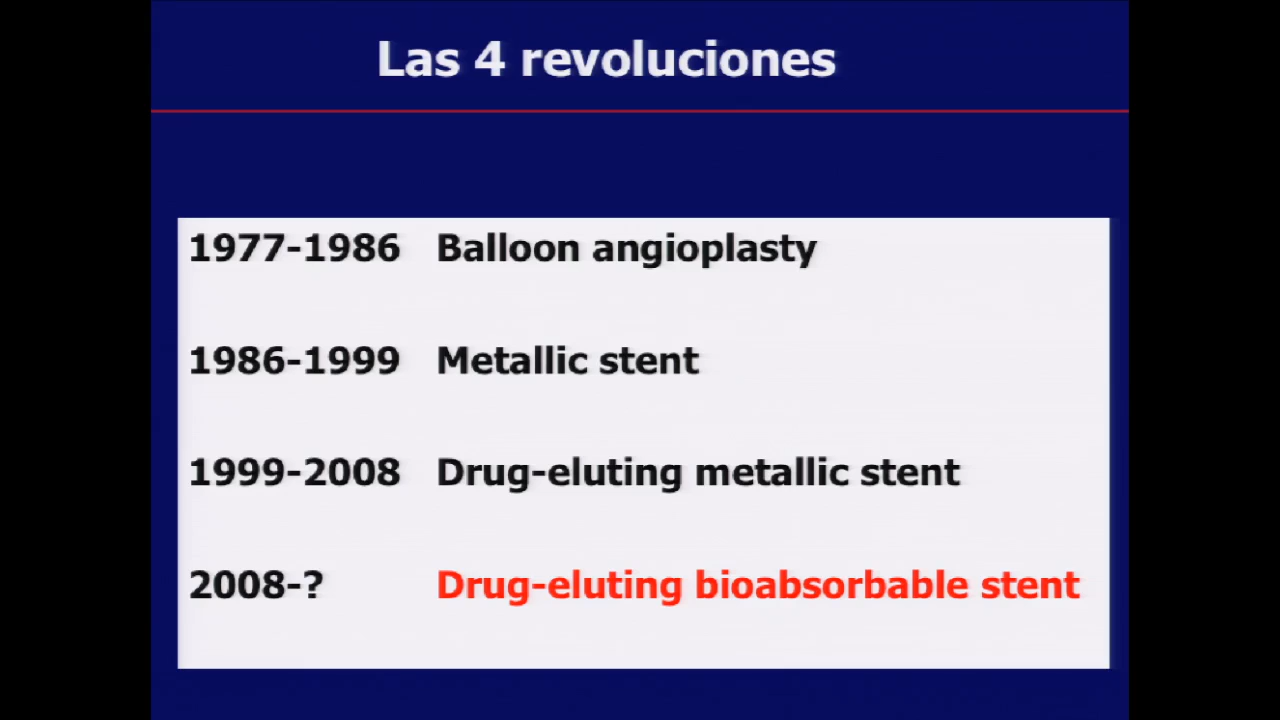 Las 4 revoluciones
1977-1986 Balloon angioplasty
1986-1999 Metallic stent
1999-2008 Drug-eluting metallic stent
2008-? Drug-eluting bioabsorbable stent